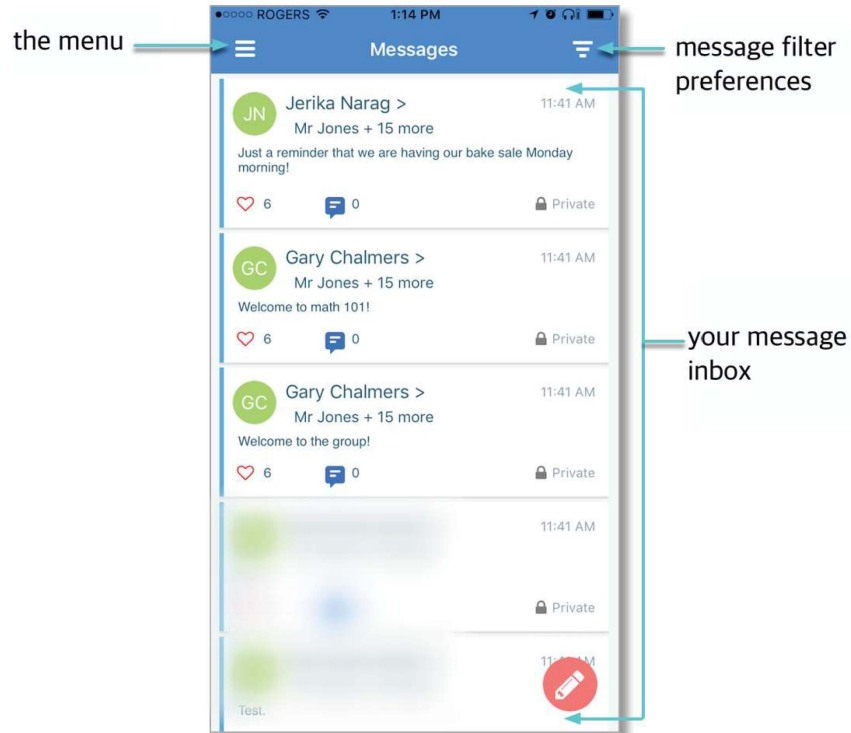 ROGERS 1:14 PM
the menu
Messages
message filter
preferences
JN Jerika Narag > 11:41 AM
Mr Jones + 15 more
Just a reminder that we are having our bake sale Monday
morning!
6 0 Private
GC Gary Chalmers > 11:41 AM
Mr Jones + 15 more
Welcome to math 101!
6 0 Private
your message
inbox
GC Gary Chalmers > 11:41 AM
Mr Jones + 15 more
Welcome to the group!
6 0 Private
11:41 AM
Private
Test.